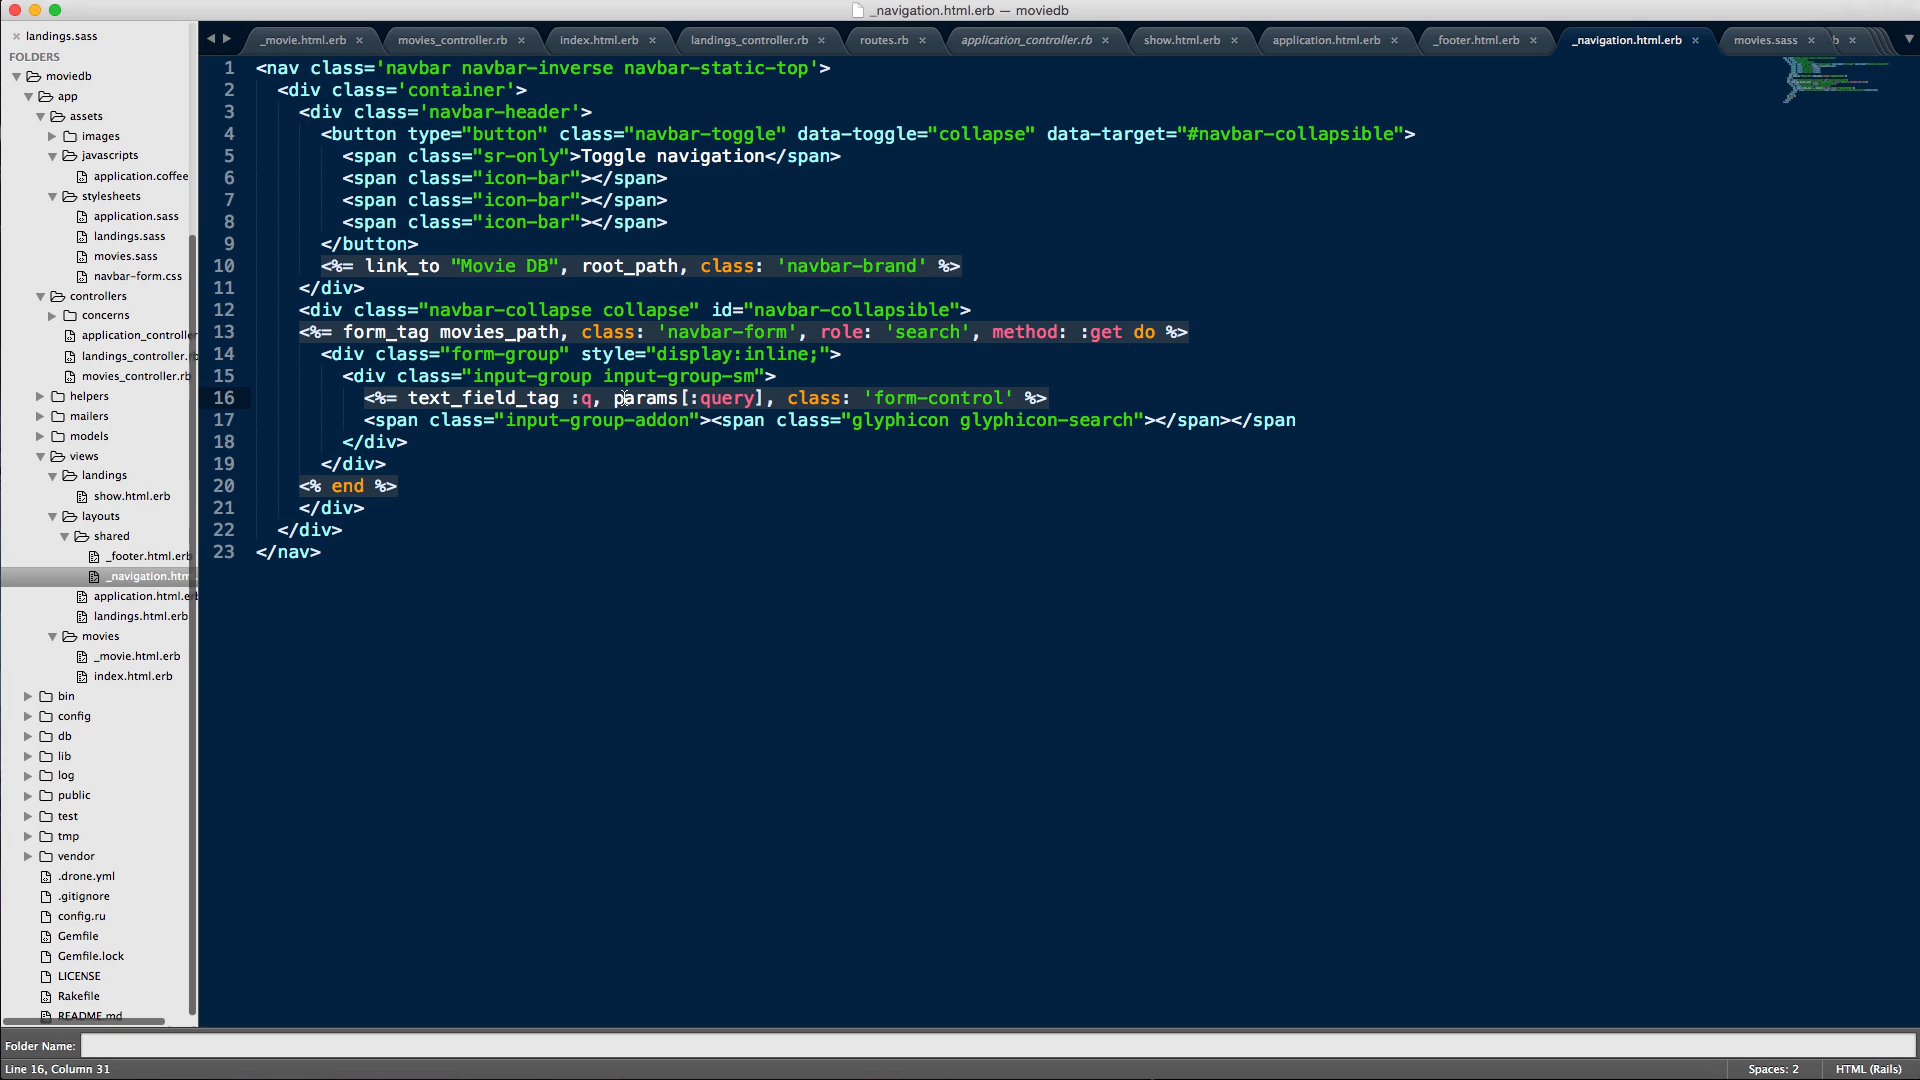 _navigation.html.erb — moviedb
landings.sass
FOLDERS
moviedb
app
assets
images
javascripts
application.coffee
stylesheets
application.sass
landings.sass
movies.sass
navbar-form.css
controllers
concerns
application_controller
landings_controller.rb
movies_controller.rb
helpers
mailers
models
views
landings
show.html.erb
layouts
shared
_footer.html.erb
_navigation.html.
application.html.erb
landings.html.erb
movies
_movie.html.erb
index.html.erb
bin
config
db
lib
log
public
test
tmp
vendor
.drone.yml
.gitignore
config.ru
Gemfile
Gemfile.lock
LICENSE
Rakefile
README.md
_movie.html.erb movies_controller.rb index.html.erb landings_controller.rb routes.rb application_controller.rb show.html.erb application.html.erb _footer.html.erb _navigation.html.erb movies.sass b
1 <nav class='navbar navbar-inverse navbar-static-top'>
2 <div class='container'>
3 <div class='navbar-header'>
4 <button type="button" class="navbar-toggle" data-toggle="collapse" data-target="#navbar-collapsible">
5 <span class="sr-only">Toggle navigation</span>
6 <span class="icon-bar"></span>
7 <span class="icon-bar"></span>
8 <span class="icon-bar"></span>
9 </button>
10 <%= link_to "Movie DB", root_path, class: 'navbar-brand' %>
11 </div>
12 <div class="navbar-collapse collapse" id="navbar-collapsible">
13 <%= form_tag movies_path, class: 'navbar-form', role: 'search', method: :get do %>
14 <div class="form-group" style="display:inline;">
15 <div class="input-group input-group-sm">
16 <%= text_field_tag :q, params[:query], class: 'form-control' %>
17 <span class="input-group-addon"><span class="glyphicon glyphicon-search"></span></span
18 </div>
19 </div>
20 <% end %>
21 </div>
22 </div>
23 </nav>
Folder Name:
Line 16, Column 31 Spaces: 2 HTML (Rails)